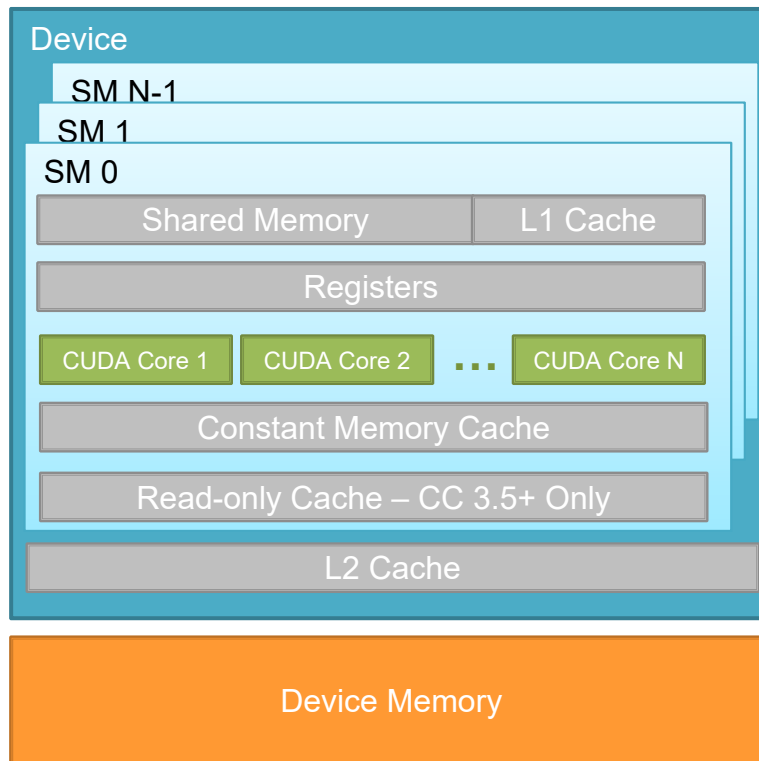 Device
SM N-1
SM 1
SM 0
Shared Memory L1 Cache
Registers
CUDA Core 1 CUDA Core 2 ... CUDA Core N
Constant Memory Cache
Read-only Cache – CC 3.5+ Only
L2 Cache
Device Memory